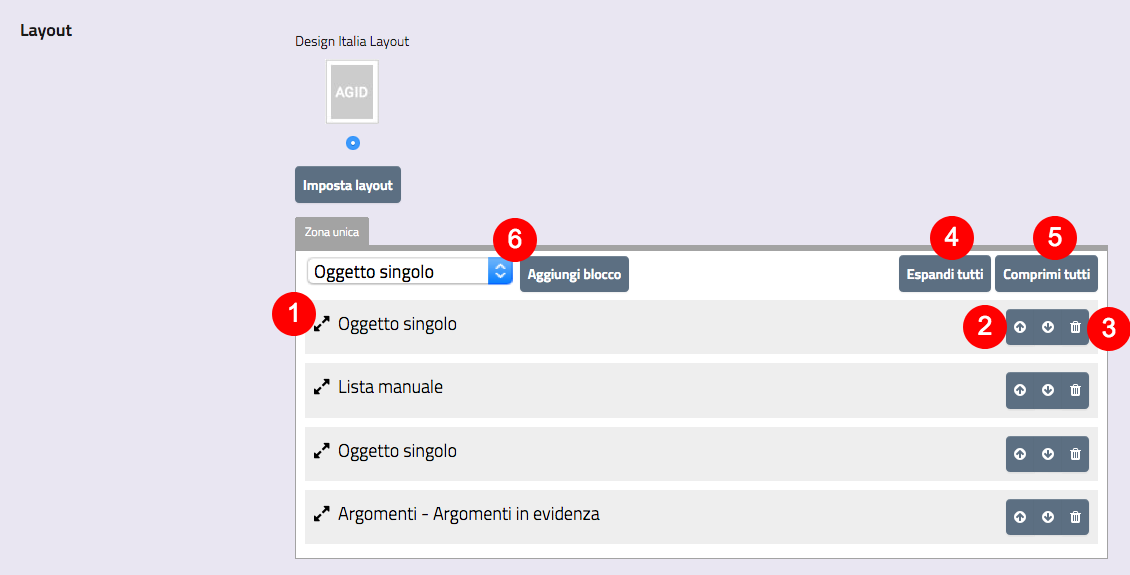 Layout
Design Italia Layout
AGID
Imposta layout
Zona unica
6
4
5
Oggetto singolo
Aggiungi blocco
Espandi tutti
Comprimi tutti
1
Oggetto singolo
2
3
Lista manuale
Oggetto singolo
Argomenti - Argomenti in evidenza